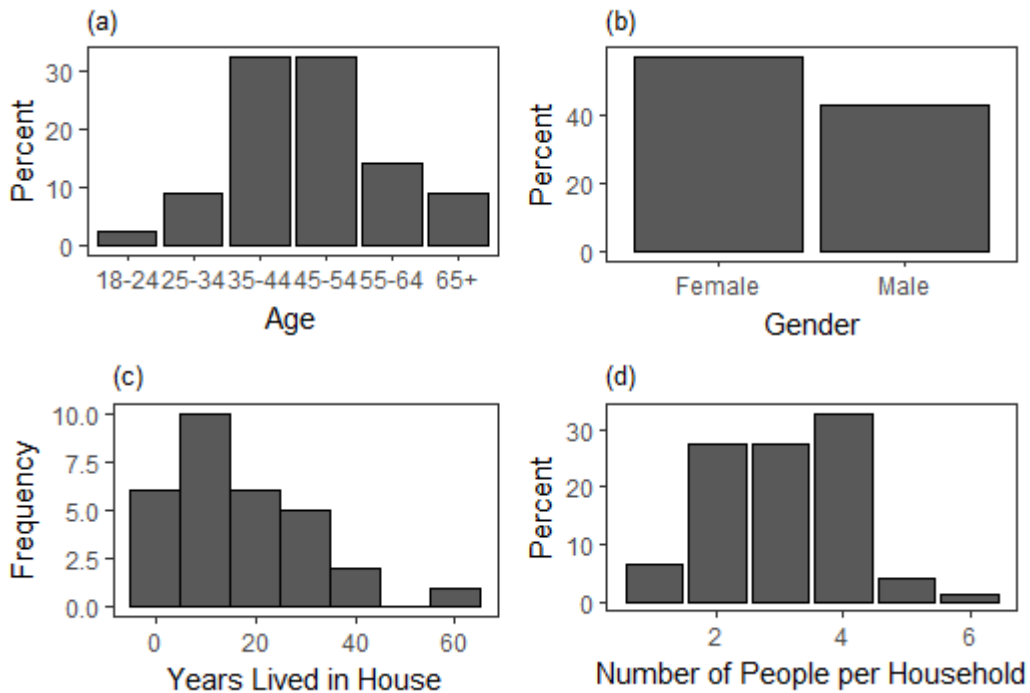 (a)
Percent
30
20
10
0
18-24 25-34 35-44 45-54 55-64 65+
Age
(b)
Percent
40
20
0
Female Male
Gender
(c)
Frequency
10.0
7.5
5.0
2.5
0.0
0 20 40 60
Years Lived in House
(d)
Percent
30
20
10
0
2 4 6
Number of People per Household